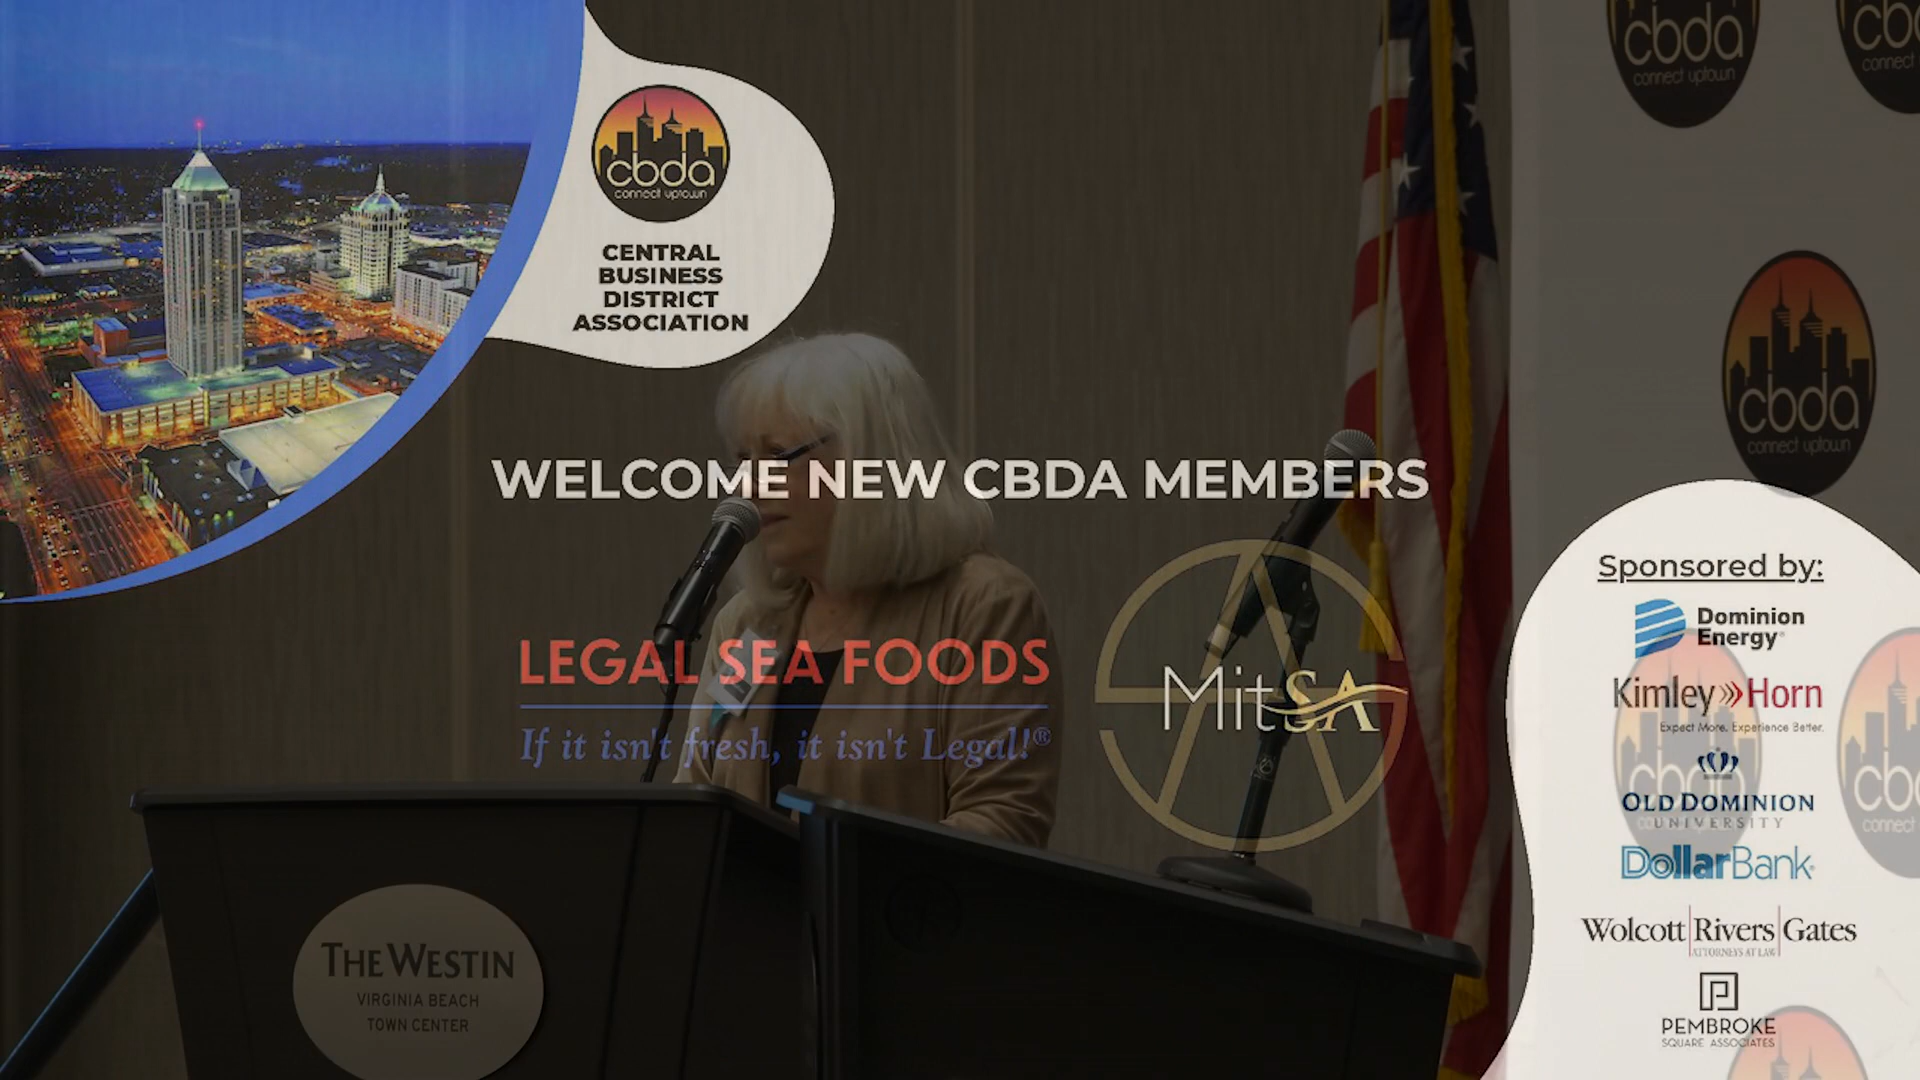 cbda
connect uptown
CENTRAL
BUSINESS
DISTRICT
ASSOCIATION
cbda
connect uptown
cbda
connect uptown
WELCOME NEW CBDA MEMBERS
LEGAL SEA FOODS
If it isn't fresh, it isn't Legal!®
MitSA
Sponsored by:
Dominion
Energy®
Kimley»Horn
Expect More. Experience Better.
OLD DOMINION
UNIVERSITY
DollarBank
Wolcott Rivers Gates
ATTORNEYS AT LAW
PEMBROKE
SQUARE ASSOCIATES
THE WESTIN
VIRGINIA BEACH
TOWN CENTER